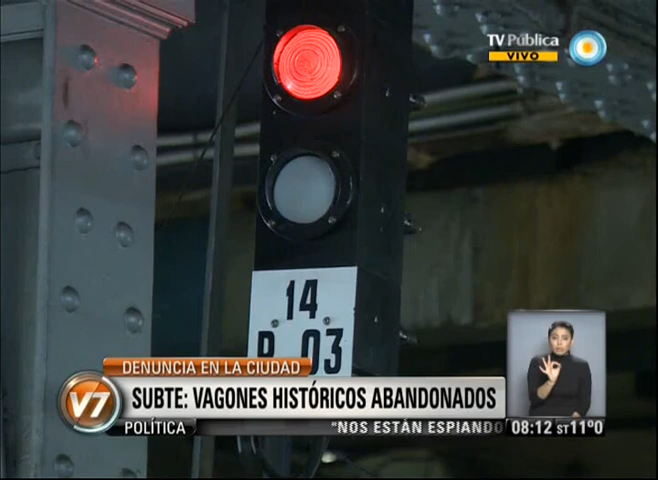 TV Pública
VIVO
14
03
DENUNCIA EN LA CIUDAD
V7
SUBTE: VAGONES HISTÓRICOS ABANDONADOS
POLÍTICA
"NOS ESTÁN ESPIANDO
08:12 ST 11º